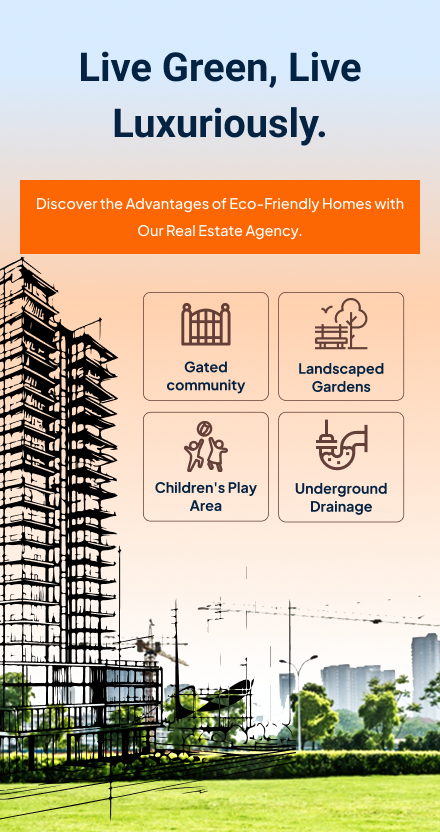 Live Green, Live
Luxuriously.
Discover the Advantages of Eco-Friendly Homes with
Our Real Estate Agency.
Gated
community
Landscaped
Gardens
Children's Play
Area
Underground
Drainage